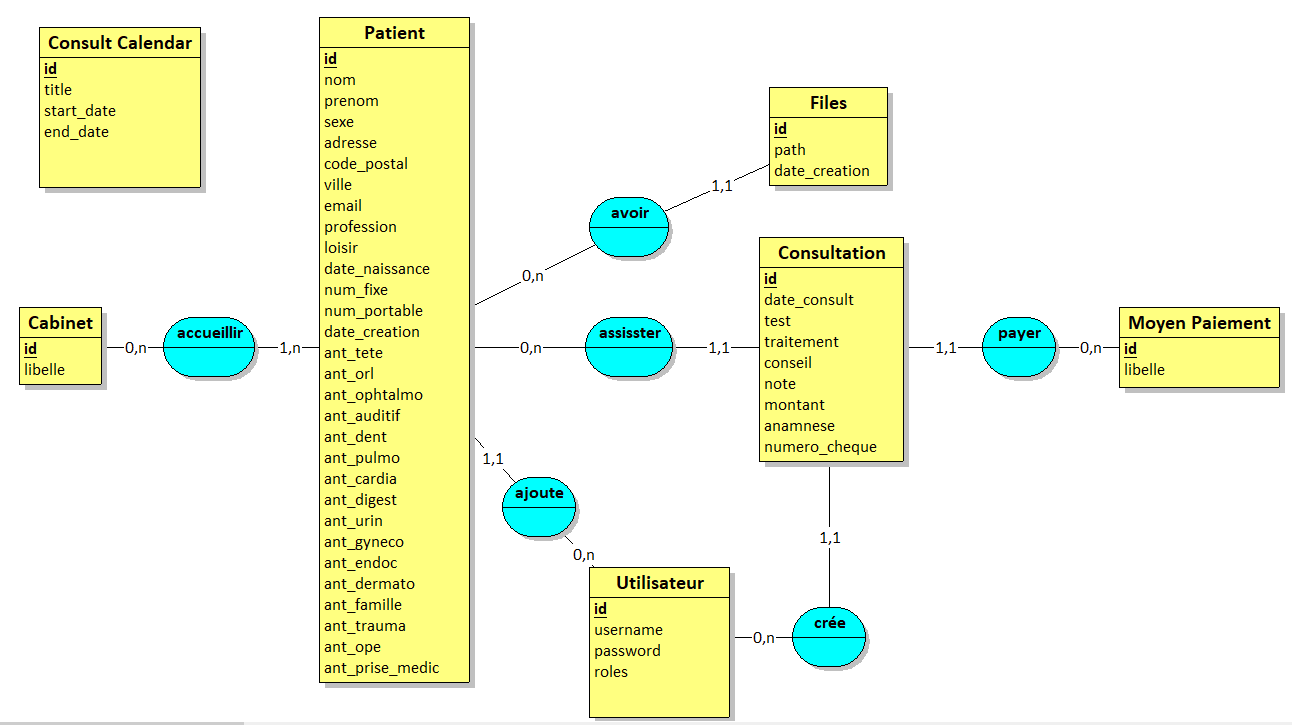 Consult Calendar
id
title
start_date
end_date
Patient
id
nom
prenom
sexe
adresse
code_postal
ville
email
profession
loisir
date_naissance
num_fixe
num_portable
date_creation
ant_tete
ant_orl
ant_ophtalmo
ant_auditif
ant_dent
ant_pulmo
ant_cardia
ant_digest
ant_urin
ant_gyneco
ant_endoc
ant_dermato
ant_famille
ant_trauma
ant_ope
ant_prise_medic
Files
id
path
date_creation
1,1
avoir
0,n
Cabinet
id
libelle
0,n
accueillir
1,n
0,n
assisster
1,1
Consultation
id
date_consult
test
traitement
conseil
note
montant
anamnese
numero_cheque
1,1
payer
0,n
Moyen Paiement
id
libelle
1,1
ajoute
0,n
Utilisateur
id
username
password
roles
0,n
crée
1,1